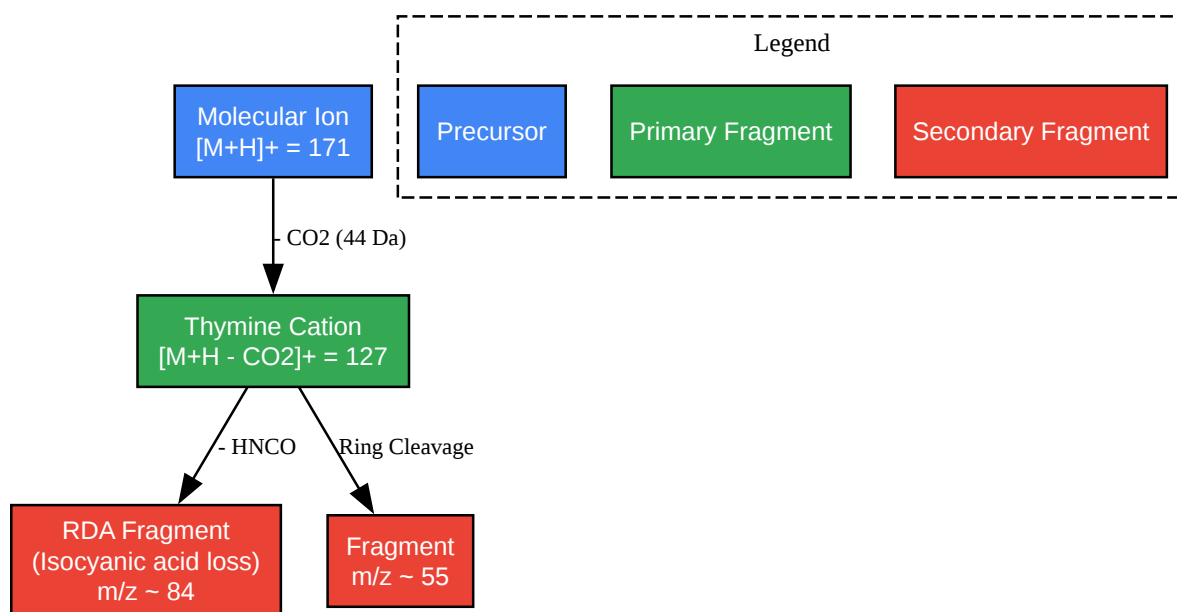 Legend
Molecular Ion
[M+H]+ = 171
Precursor
Primary Fragment
Secondary Fragment
- CO2 (44 Da)
Thymine Cation
[M+H - CO2]+ = 127
- HNCO
Ring Cleavage
RDA Fragment
(Isocyanic acid loss)
m/z ~ 84
Fragment
m/z ~ 55